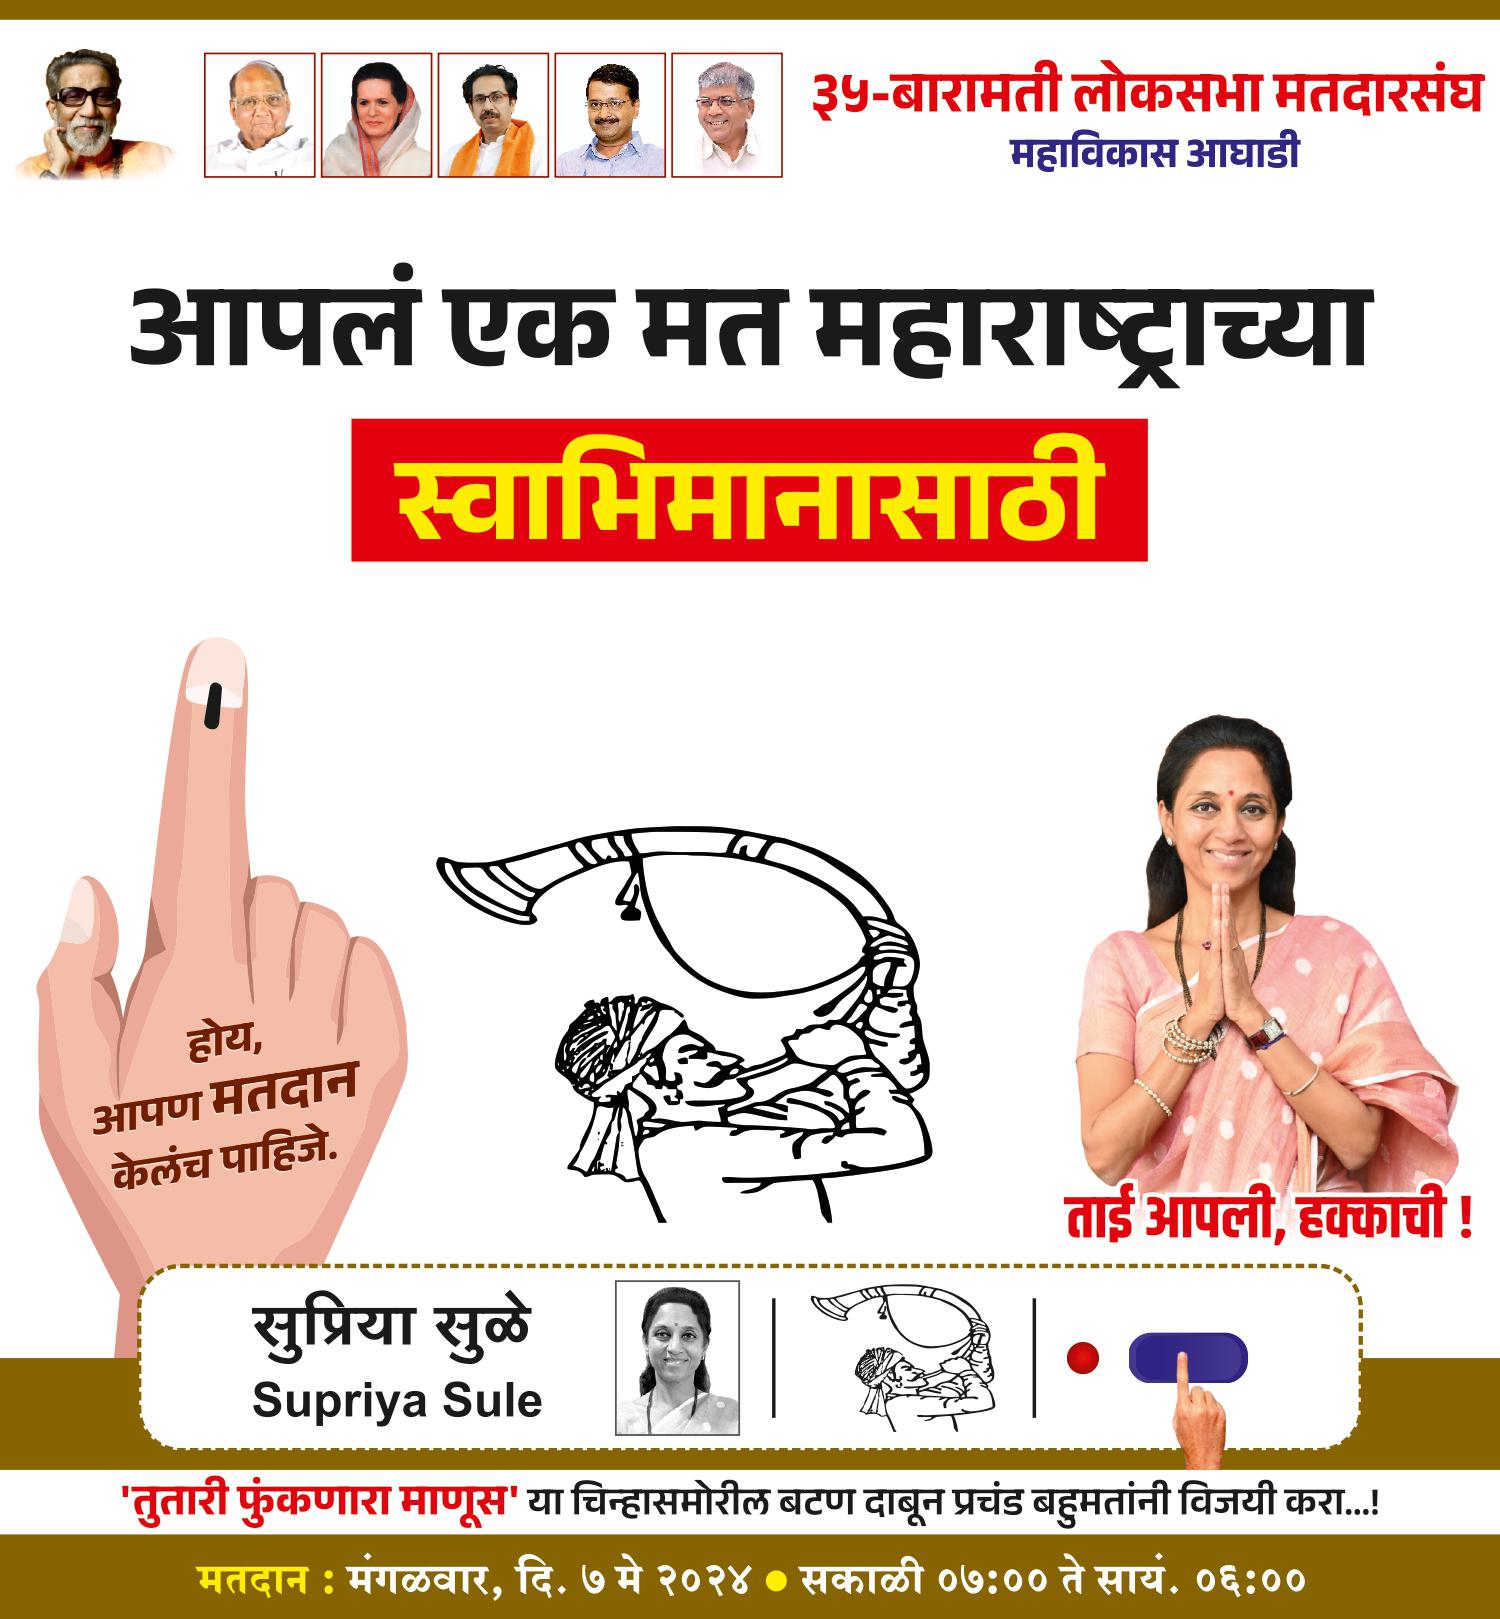 ३५-बारामती लोकसभा मतदारसंघ
महाविकास आघाडी
आपलं एक मत महाराष्ट्राच्या
स्वाभिमानासाठी
होय,
आपण मतदान
केलंच पाहिजे.
ताई आपली, हक्काची !
सुप्रिया सुळे
Supriya Sule
'तुतारी फुंकणारा माणूस' या चिन्हासमोरील बटण दाबून प्रचंड बहुमतांनी विजयी करा...!
मतदान : मंगळवार, दि. ७ मे २०२४ ● सकाळी ०७:०० ते सायं. ०६:००